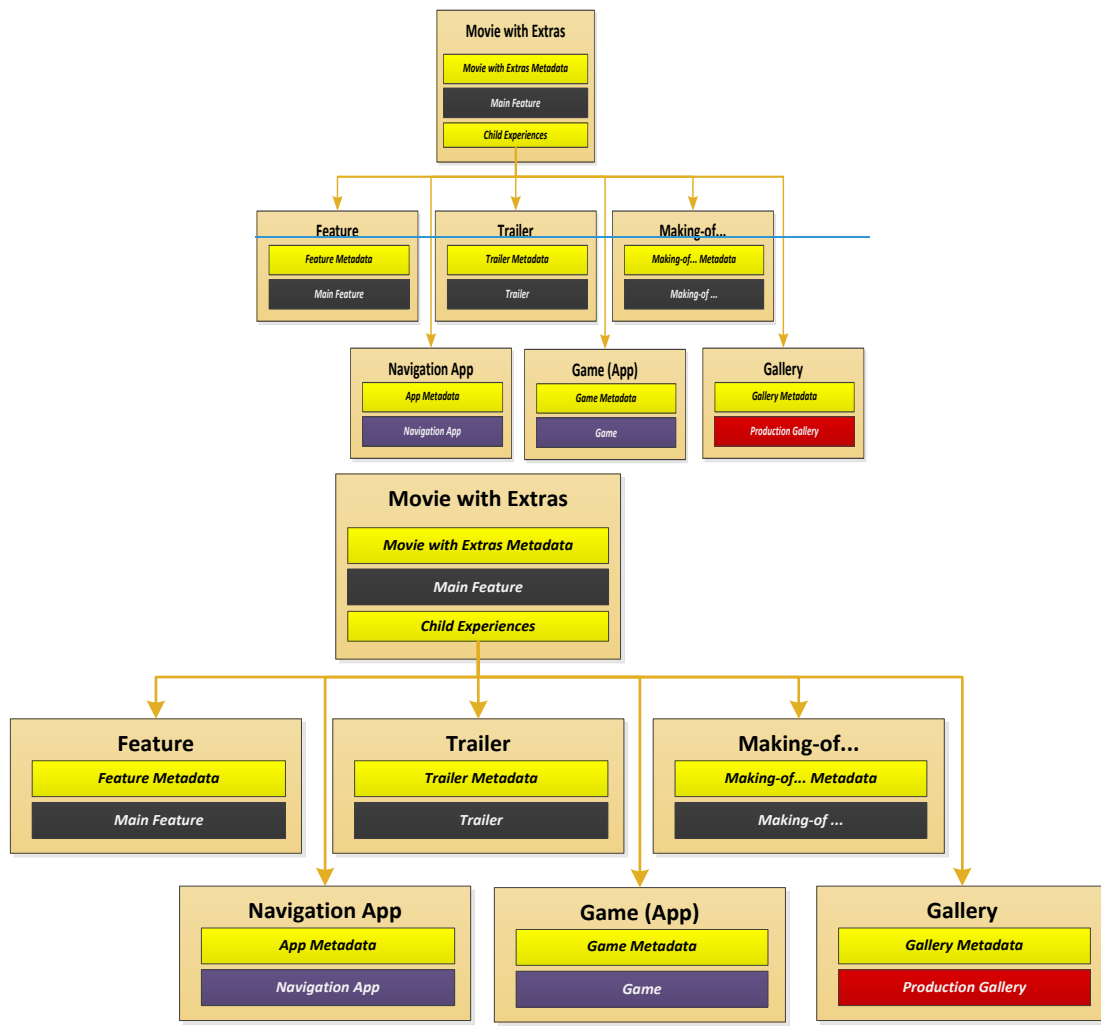 Movie with Extras
Movie with Extras Metadata
Main Feature
Child Experiences
Feature Trailer Making-of...
Feature Metadata Trailer Metadata Making-of... Metadata
Main Feature Trailer Making-of ...
Navigation App Game (App) Gallery
App Metadata Game Metadata Gallery Metadata
Navigation App Game Production Gallery
Movie with Extras
Movie with Extras Metadata
Main Feature
Child Experiences
Feature Trailer Making-of...
Feature Metadata Trailer Metadata Making-of... Metadata
Main Feature Trailer Making-of ...
Navigation App Game (App) Gallery
App Metadata Game Metadata Gallery Metadata
Navigation App Game Production Gallery